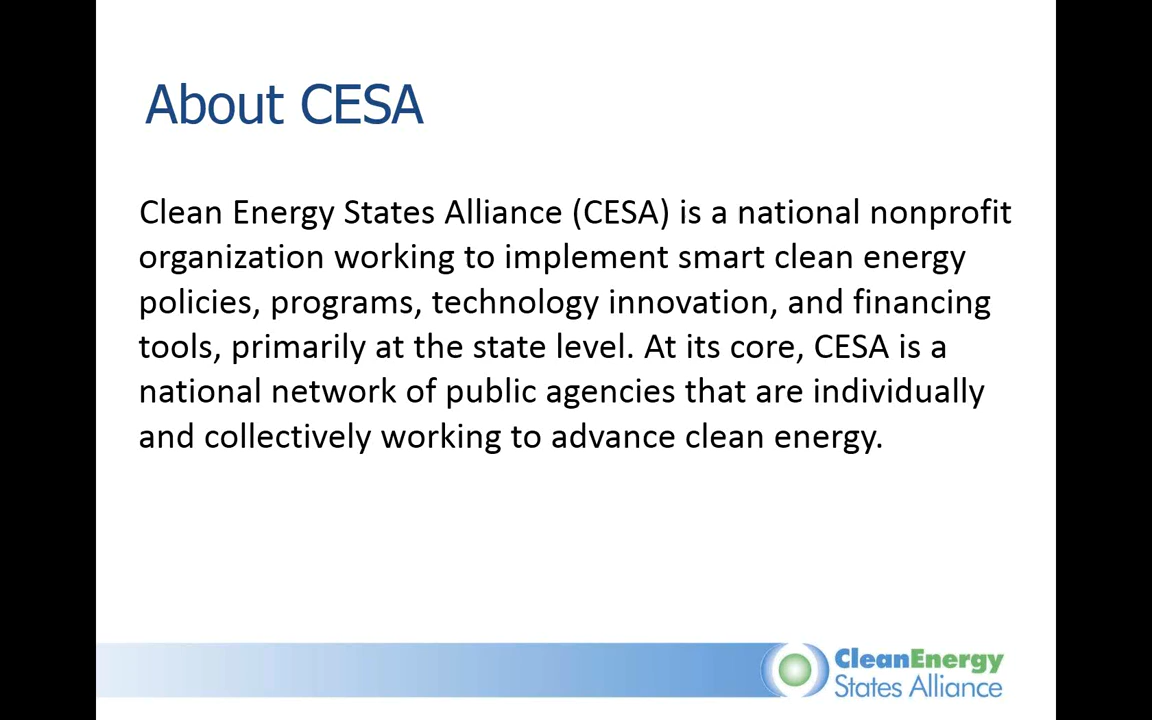 About CESA
Clean Energy States Alliance (CESA) is a national nonprofit
organization working to implement smart clean energy
policies, programs, technology innovation, and financing
tools, primarily at the state level. At its core, CESA is a
national network of public agencies that are individually
and collectively working to advance clean energy.
CleanEnergy
States Alliance